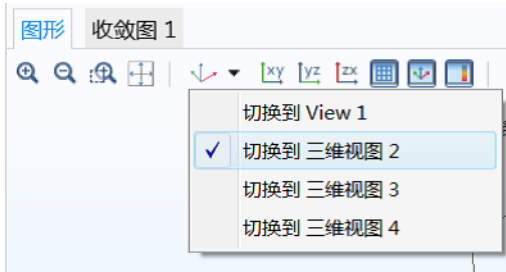 图形 收敛图 1
xy yz zx
切换到 View 1
切换到 三维视图 2
切换到 三维视图 3
切换到 三维视图 4